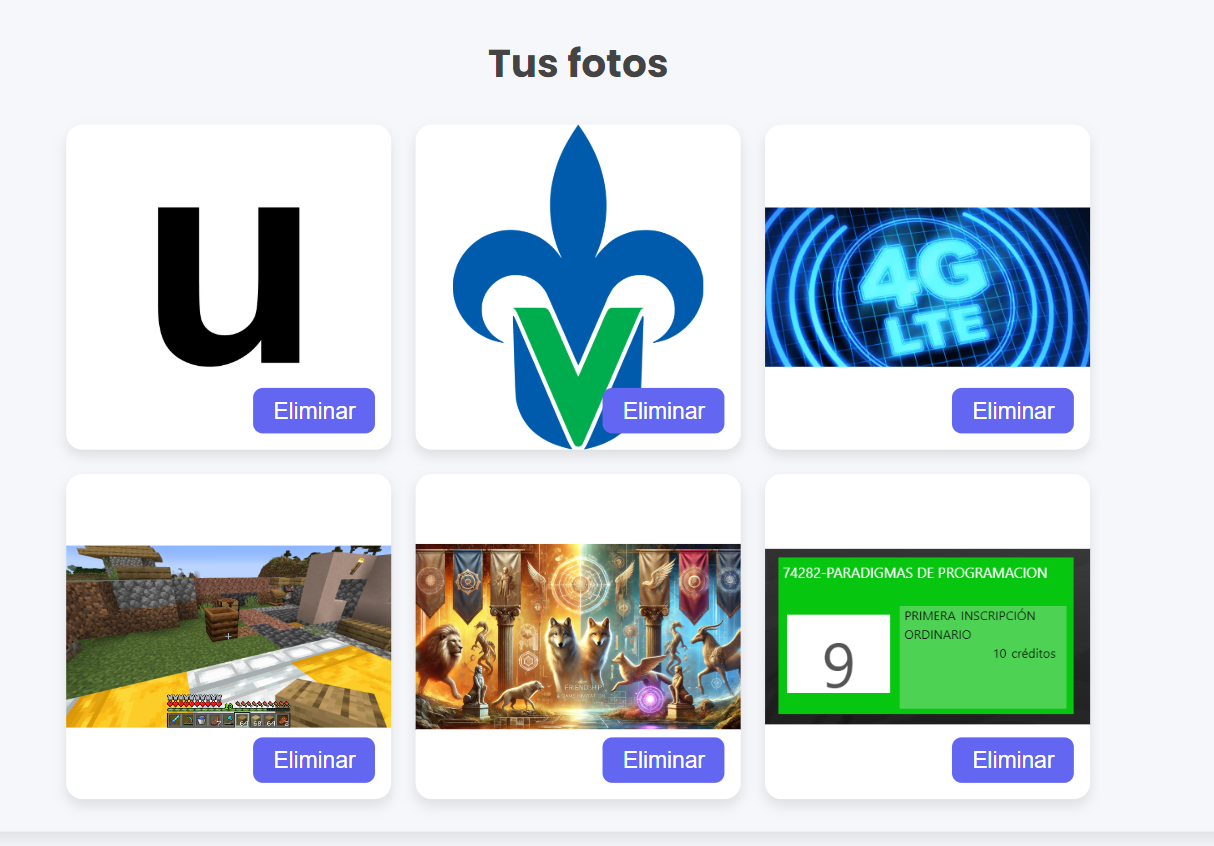 Tus fotos
u
Eliminar
V
Eliminar
4G
LTE
Eliminar
Eliminar
FRIENDSHIP
Eliminar
74282-PARADIGMAS DE PROGRAMACION
9
PRIMERA INSCRIPCIÓN
ORDINARIO
10 créditos
Eliminar